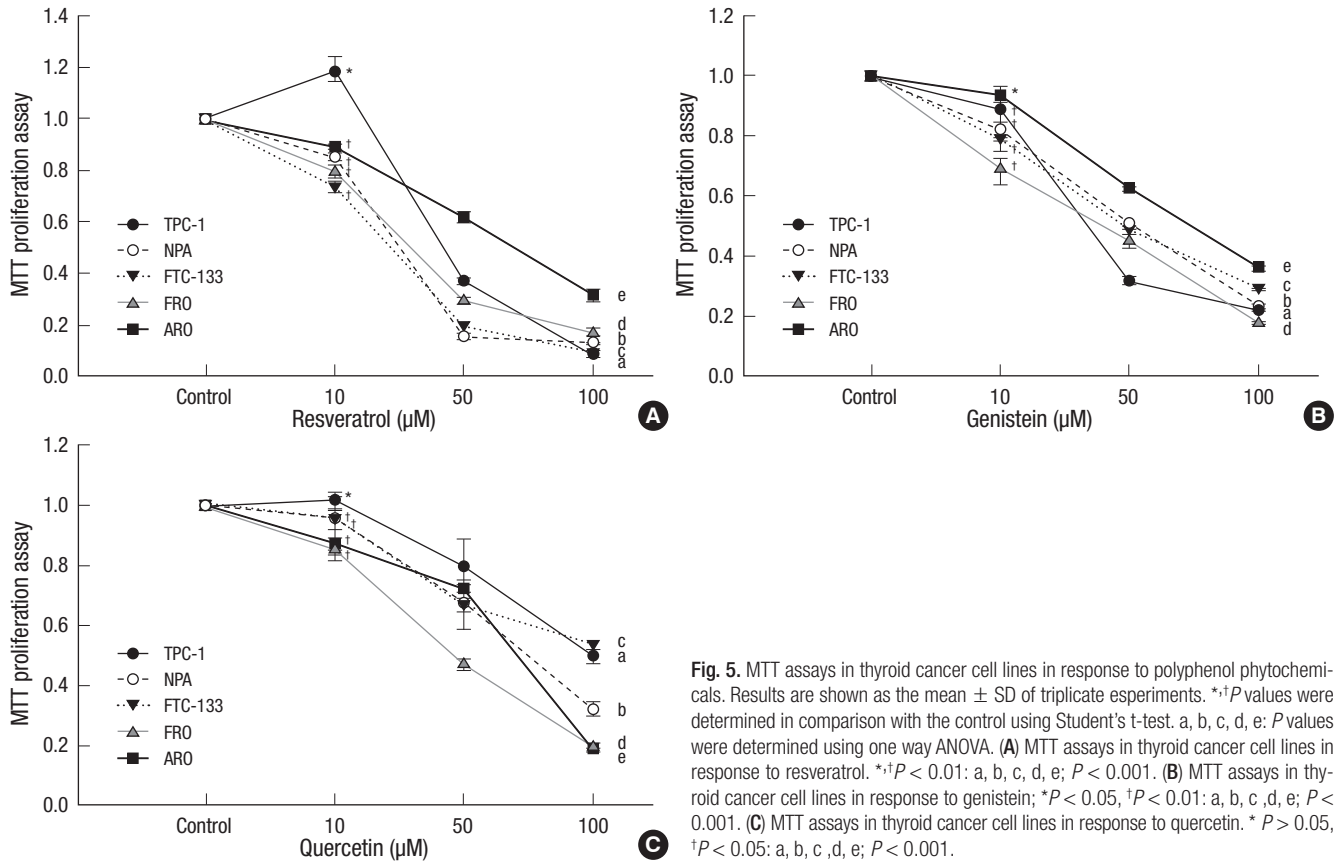 1.4
1.2
1.0
0.8
0.6
0.4
0.2
0.0
MTT proliferation assay
*
†
†
†
†
TPC-1
NPA
FTC-133
FRO
ARO
e
d
b
c
a
Control 10 50 100
Resveratrol (µM)
A
1.2
1.0
0.8
0.6
0.4
0.2
0.0
MTT proliferation assay
*
†
†
†
†
TPC-1
NPA
FTC-133
FRO
ARO
e
c
b
a
d
Control 10 50 100
Genistein (µM)
B
1.2
1.0
0.8
0.6
0.4
0.2
0.0
MTT proliferation assay
*
†
†
†
†
TPC-1
NPA
FTC-133
FRO
ARO
c
a
b
d
e
Control 10 50 100
Quercetin (µM)
C
Fig. 5. MTT assays in thyroid cancer cell lines in response to polyphenol phytochemi-
cals. Results are shown as the mean ± SD of triplicate esperiments. *,†P values were
determined in comparison with the control using Student's t-test. a, b, c, d, e: P values
were determined using one way ANOVA. (A) MTT assays in thyroid cancer cell lines in
response to resveratrol. *,†P < 0.01: a, b, c, d, e; P < 0.001. (B) MTT assays in thy-
roid cancer cell lines in response to genistein; *P < 0.05, †P < 0.01: a, b, c ,d, e; P <
0.001. (C) MTT assays in thyroid cancer cell lines in response to quercetin. * P > 0.05,
†P < 0.05: a, b, c ,d, e; P < 0.001.